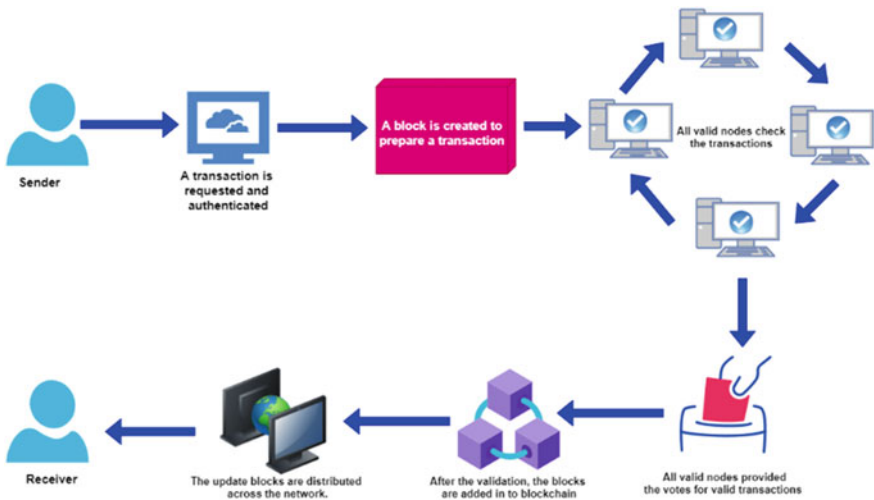 Sender
A transaction is
requested and
authenticated
A block is created to
prepare a transaction
All valid nodes check
the transactions
Receiver
The update blocks are distributed
across the network.
After the validation, the blocks
are added in to blockchain
All valid nodes provided
the votes for valid transactions